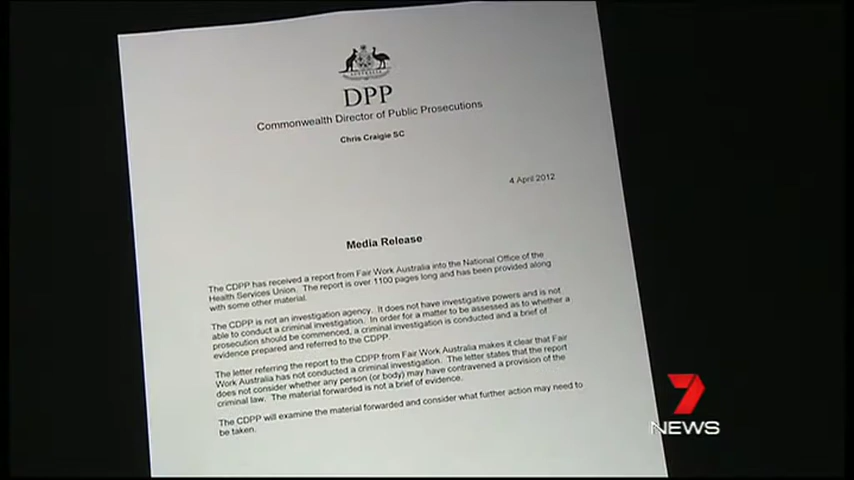 AUSTRALIA
DPP
Commonwealth Director of Public Prosecutions
Chris Craigie SC
4 April 2012
Media Release
The CDPP has received a report from Fair Work Australia into the National Office of the
Health Services Union. The report is over 1100 pages long and has been provided along
with some other material.
The CDPP is not an investigation agency. It does not have investigative powers and is not
able to conduct a criminal investigation. In order for a matter to be assessed as to whether a
prosecution should be commenced, a criminal investigation is conducted and a brief of
evidence prepared and referred to the CDPP.
The letter referring the report to the CDPP from Fair Work Australia makes it clear that Fair
Work Australia has not conducted a criminal investigation. The letter states that the report
does not consider whether any person (or body) may have contravened a provision of the
criminal law. The material forwarded is not a brief of evidence.
The CDPP will examine the material forwarded and consider what further action may need to
be taken.
7
NEWS